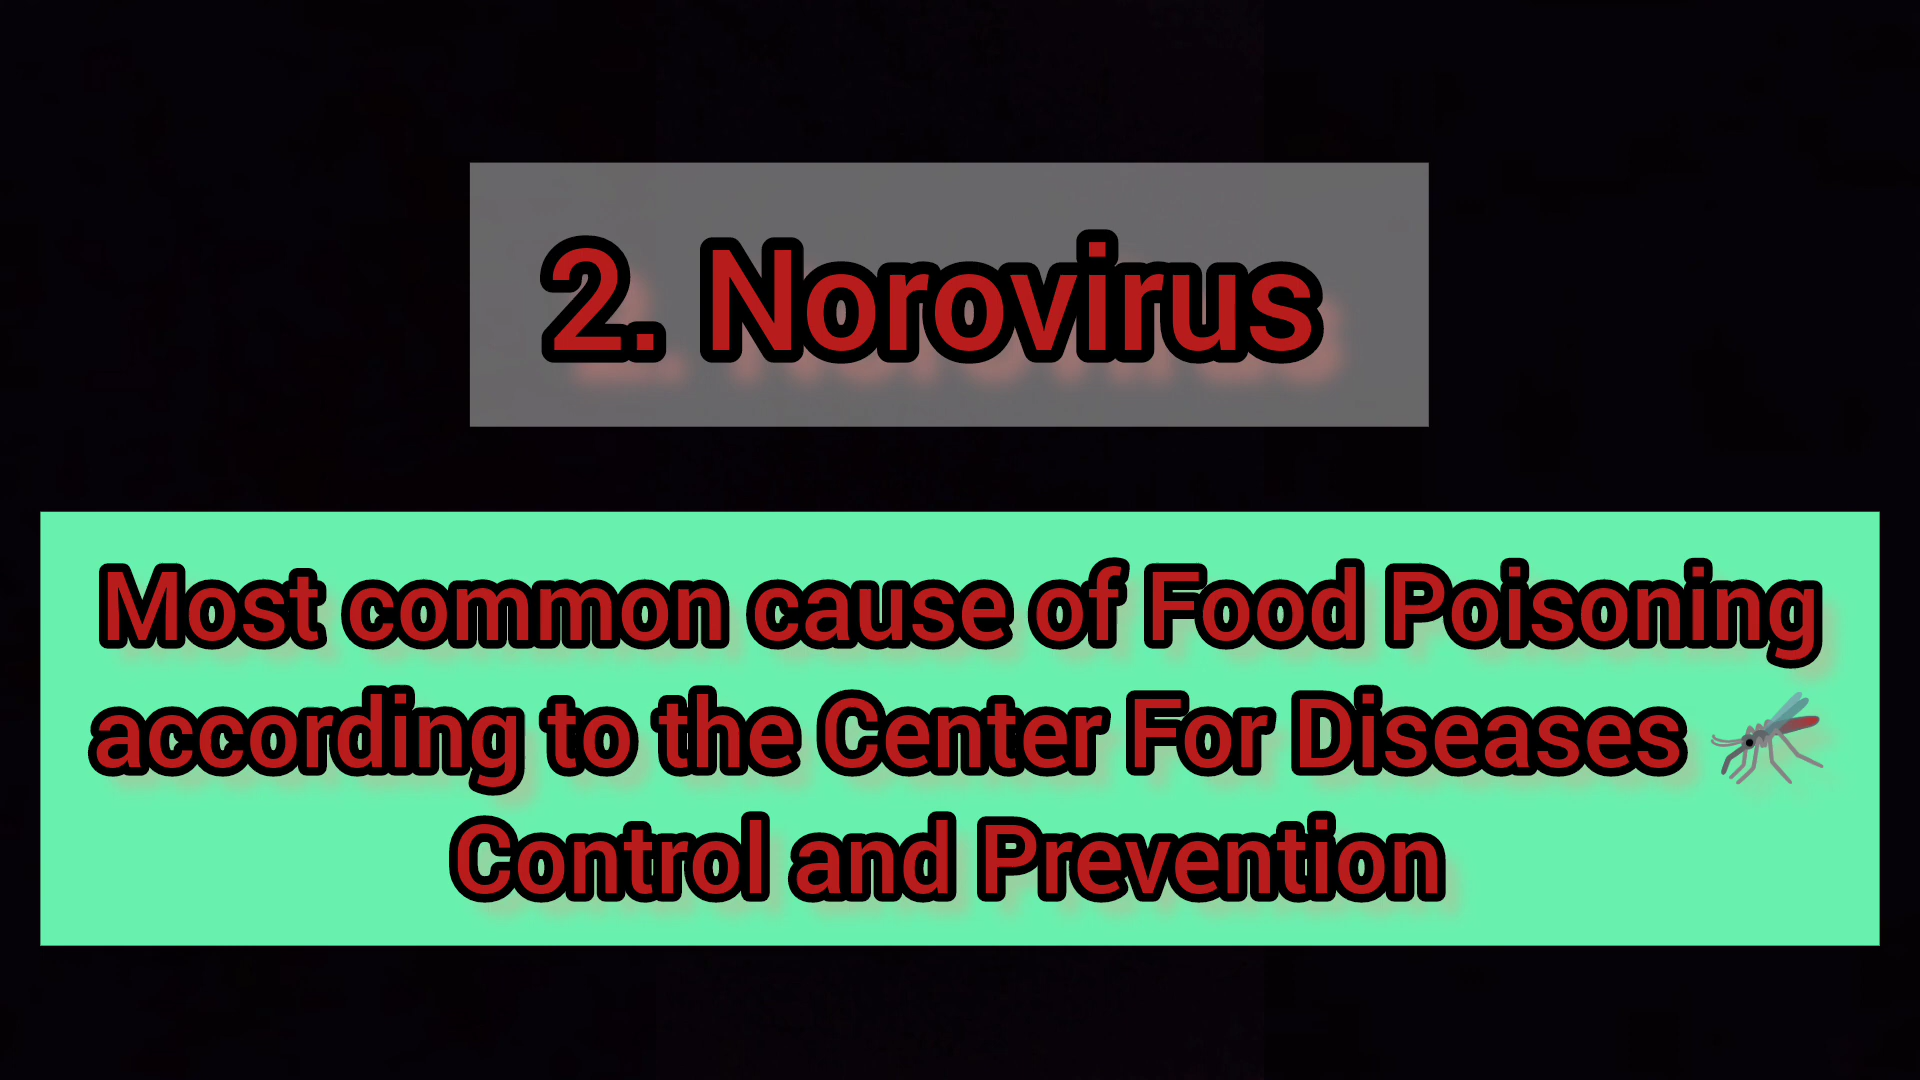 2. Norovirus
Most common cause of Food Poisoning
according to the Center For Diseases 🦟
Control and Prevention